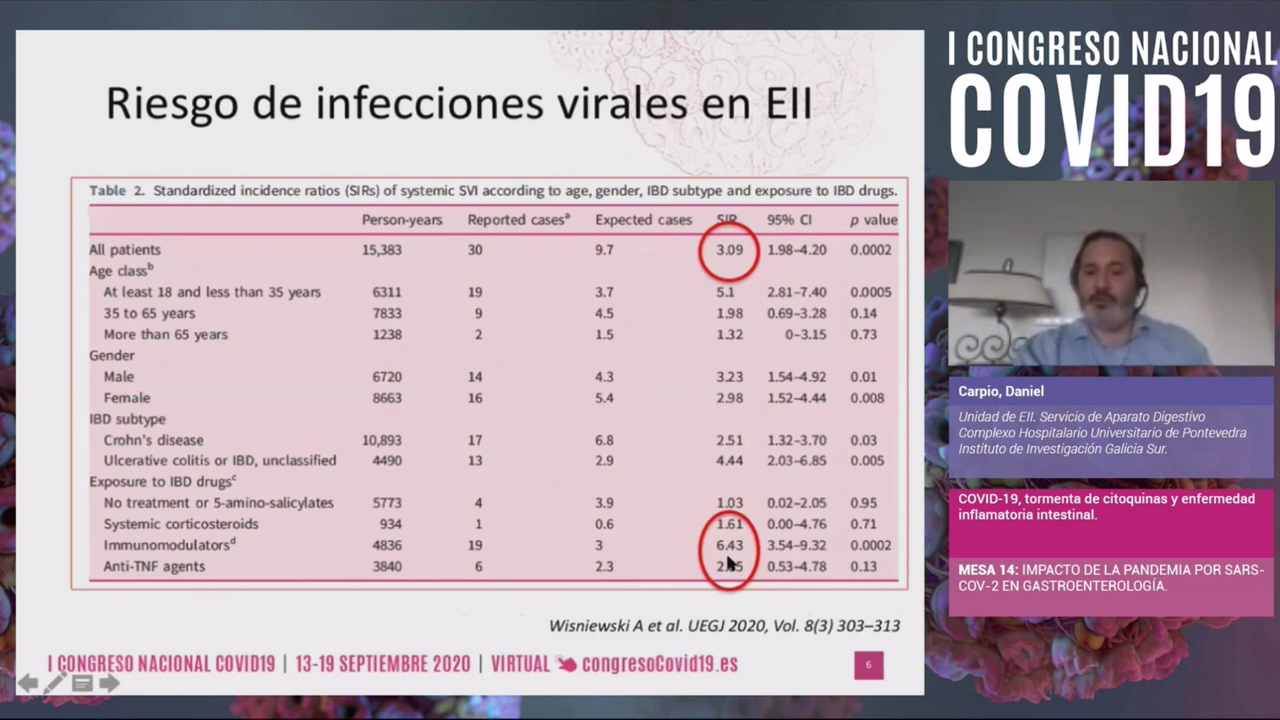 Riesgo de infecciones virales en EII
Table 2. Standardized incidence ratios (SIRs) of systemic SVI according to age, gender, IBD subtype and exposure to IBD drugs.
Person-years Reported casesᵃ Expected cases SIR 95% CI p value
All patients 15,383 30 9.7 3.09 1.98–4.20 0.0002
Age classᵇ
At least 18 and less than 35 years 6311 19 3.7 5.1 2.81–7.40 0.0005
35 to 65 years 7833 9 4.5 1.98 0.69–3.28 0.14
More than 65 years 1238 2 1.5 1.32 0–3.15 0.73
Gender
Male 6720 14 4.3 3.23 1.54–4.92 0.01
Female 8663 16 5.4 2.98 1.52–4.44 0.008
IBD subtype
Crohn's disease 10,893 17 6.8 2.51 1.32–3.70 0.03
Ulcerative colitis or IBD, unclassified 4490 13 2.9 4.44 2.03–6.85 0.005
Exposure to IBD drugsᶜ
No treatment or 5-amino-salicylates 5773 4 3.9 1.03 0.02–2.05 0.95
Systemic corticosteroids 934 1 0.6 1.61 0.00–4.76 0.71
Immunomodulatorsᵈ 4836 19 3 6.43 3.54–9.32 0.0002
Anti-TNF agents 3840 6 2.3 0.53–4.78 0.13
Wisniewski A et al. UEGJ 2020, Vol. 8(3) 303–313
I CONGRESO NACIONAL COVID19 | 13-19 SEPTIEMBRE 2020 | VIRTUAL congresoCovid19.es
6
I CONGRESO NACIONAL
COVID19
Carpio, Daniel
Unidad de EII. Servicio de Aparato Digestivo
Complexo Hospitalario Universitario de Pontevedra
Instituto de Investigación Galicia Sur.
COVID-19, tormenta de citoquinas y enfermedad
inflamatoria intestinal.
MESA 14: IMPACTO DE LA PANDEMIA POR SARS-
COV-2 EN GASTROENTEROLOGÍA.